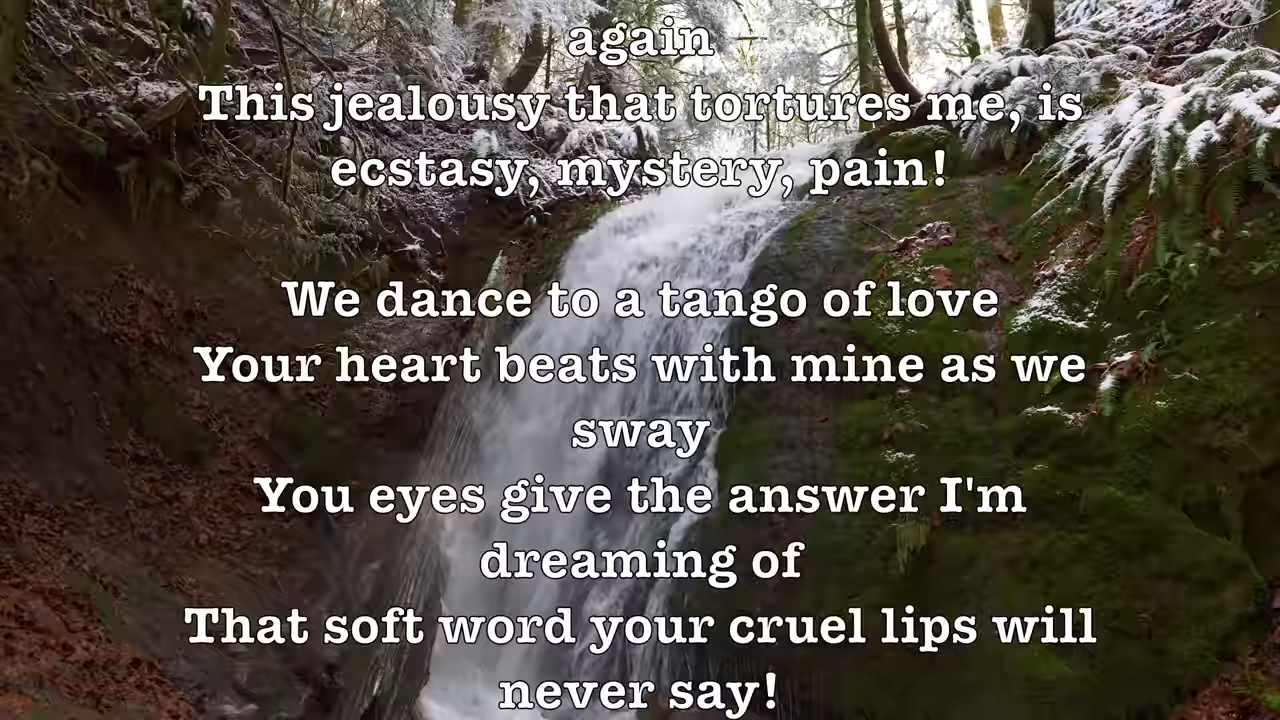 again
This jealousy that tortures me, is
ecstasy, mystery, pain!
We dance to a tango of love
Your heart beats with mine as we
sway
You eyes give the answer I'm
dreaming of
That soft word your cruel lips will
never say!